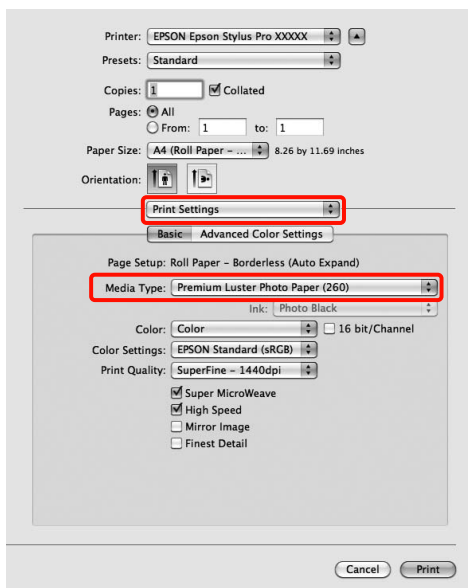 Printer: EPSON Epson Stylus Pro XXXXX
Presets: Standard
Copies: 1 Collated
Pages: All
From: 1 to: 1
Paper Size: A4 (Roll Paper – ... 8.26 by 11.69 inches
Orientation:
Print Settings
Basic Advanced Color Settings
Page Setup: Roll Paper – Borderless (Auto Expand)
Media Type: Premium Luster Photo Paper (260)
Ink: Photo Black
Color: Color 16 bit/Channel
Color Settings: EPSON Standard (sRGB)
Print Quality: SuperFine – 1440dpi
Super MicroWeave
High Speed
Mirror Image
Finest Detail
Cancel Print